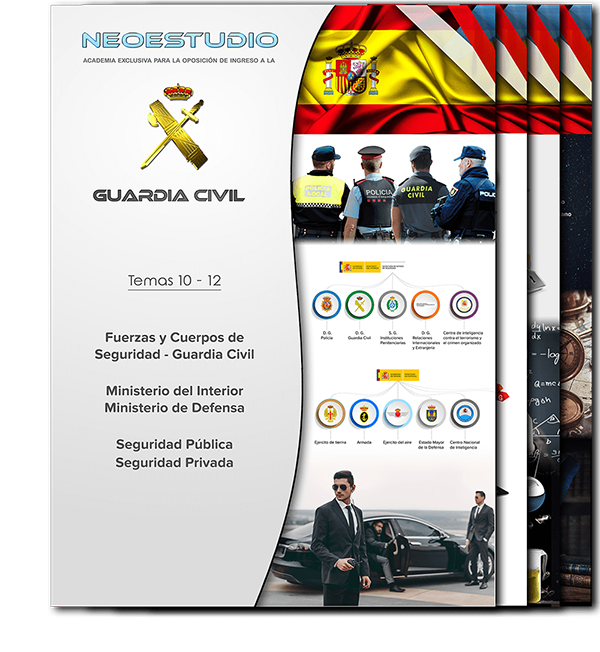 NEOESTUDIO
ACADEMIA EXCLUSIVA PARA LA OPOSICIÓN DE INGRESO A LA
GUARDIA CIVIL
Temas 10 - 12
Fuerzas y Cuerpos de
Seguridad - Guardia Civil
Ministerio del Interior
Ministerio de Defensa
Seguridad Pública
Seguridad Privada
POLICIA
GUARDIA
CIVIL
D. G.
Policía
D. G.
Guardia Civil
S. G.
Instituciones
Penitenciarias
D. G.
Relaciones
Internacionales
y Extranjería
Centro de inteligencia
contra el terrorismo y
el crimen organizado
Ejército de tierra
Armada
Ejército del aire
Estado Mayor
de la Defensa
Centro Nacional
de Inteligencia